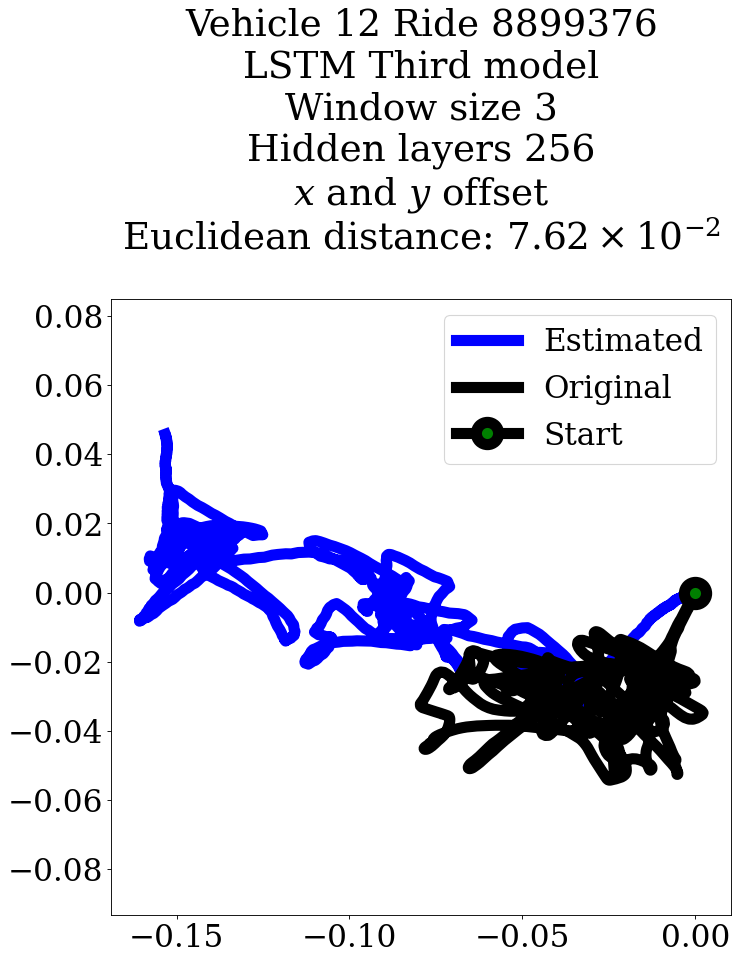 Vehicle 12 Ride 8899376
LSTM Third model
Window size 3
Hidden layers 256
x and y offset
Euclidean distance: 7.62 × 10⁻²
Estimated
Original
Start
0.08
0.06
0.04
0.02
0.00
−0.02
−0.04
−0.06
−0.08
−0.15
−0.10
−0.05
0.00